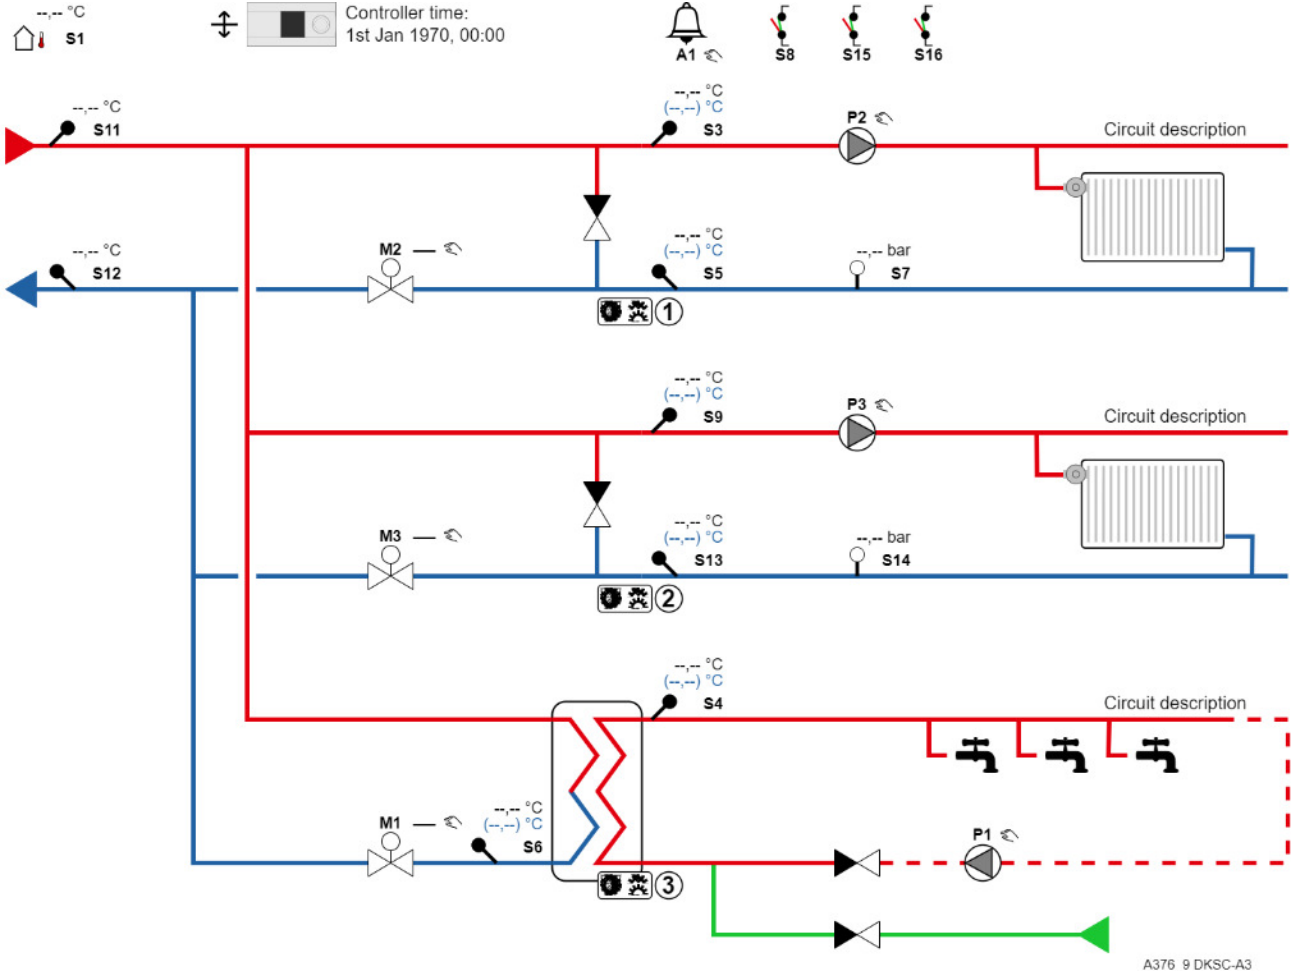 --,-- °C
S1
Controller time:
1st Jan 1970, 00:00
A1
S8
S15
S16
--,-- °C
S11
--,-- °C
(--,--) °C
S3
P2
Circuit description
--,-- °C
S12
M2
--,-- °C
(--,--) °C
S5
--,-- bar
S7
1
--,-- °C
(--,--) °C
S9
P3
Circuit description
M3
--,-- °C
(--,--) °C
S13
--,-- bar
S14
2
--,-- °C
(--,--) °C
S4
Circuit description
M1
--,-- °C
(--,--) °C
S6
P1
3
A376_9 DKSC-A3